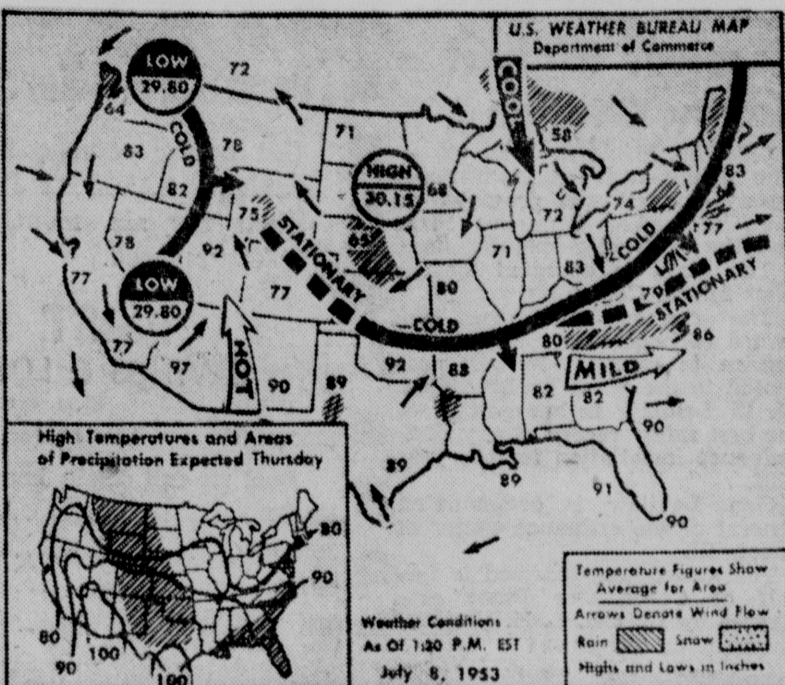 U.S. WEATHER BUREAU MAP
Department of Commerce
LOW
29.80
72
COOL
64
COLD
83
78
71
58
82
HIGH
30.15
68
83
75
72
74
STATIONARY
65
77
78
92
71
83
COLD
77
LOW
29.80
77
80
79
STATIONARY
COLD
80
86
77
97
HOT
90
89
92
88
82
MILD
82
90
89
89
91
90
High Temperatures and Areas
of Precipitation Expected Thursday
80
90
80
90
100
100
Weather Conditions
As Of 1:30 P.M. EST
July 8, 1953
Temperature Figures Show
Average for Area
Arrows Denote Wind Flow
Rain
Snow
Highs and Lows in Inches